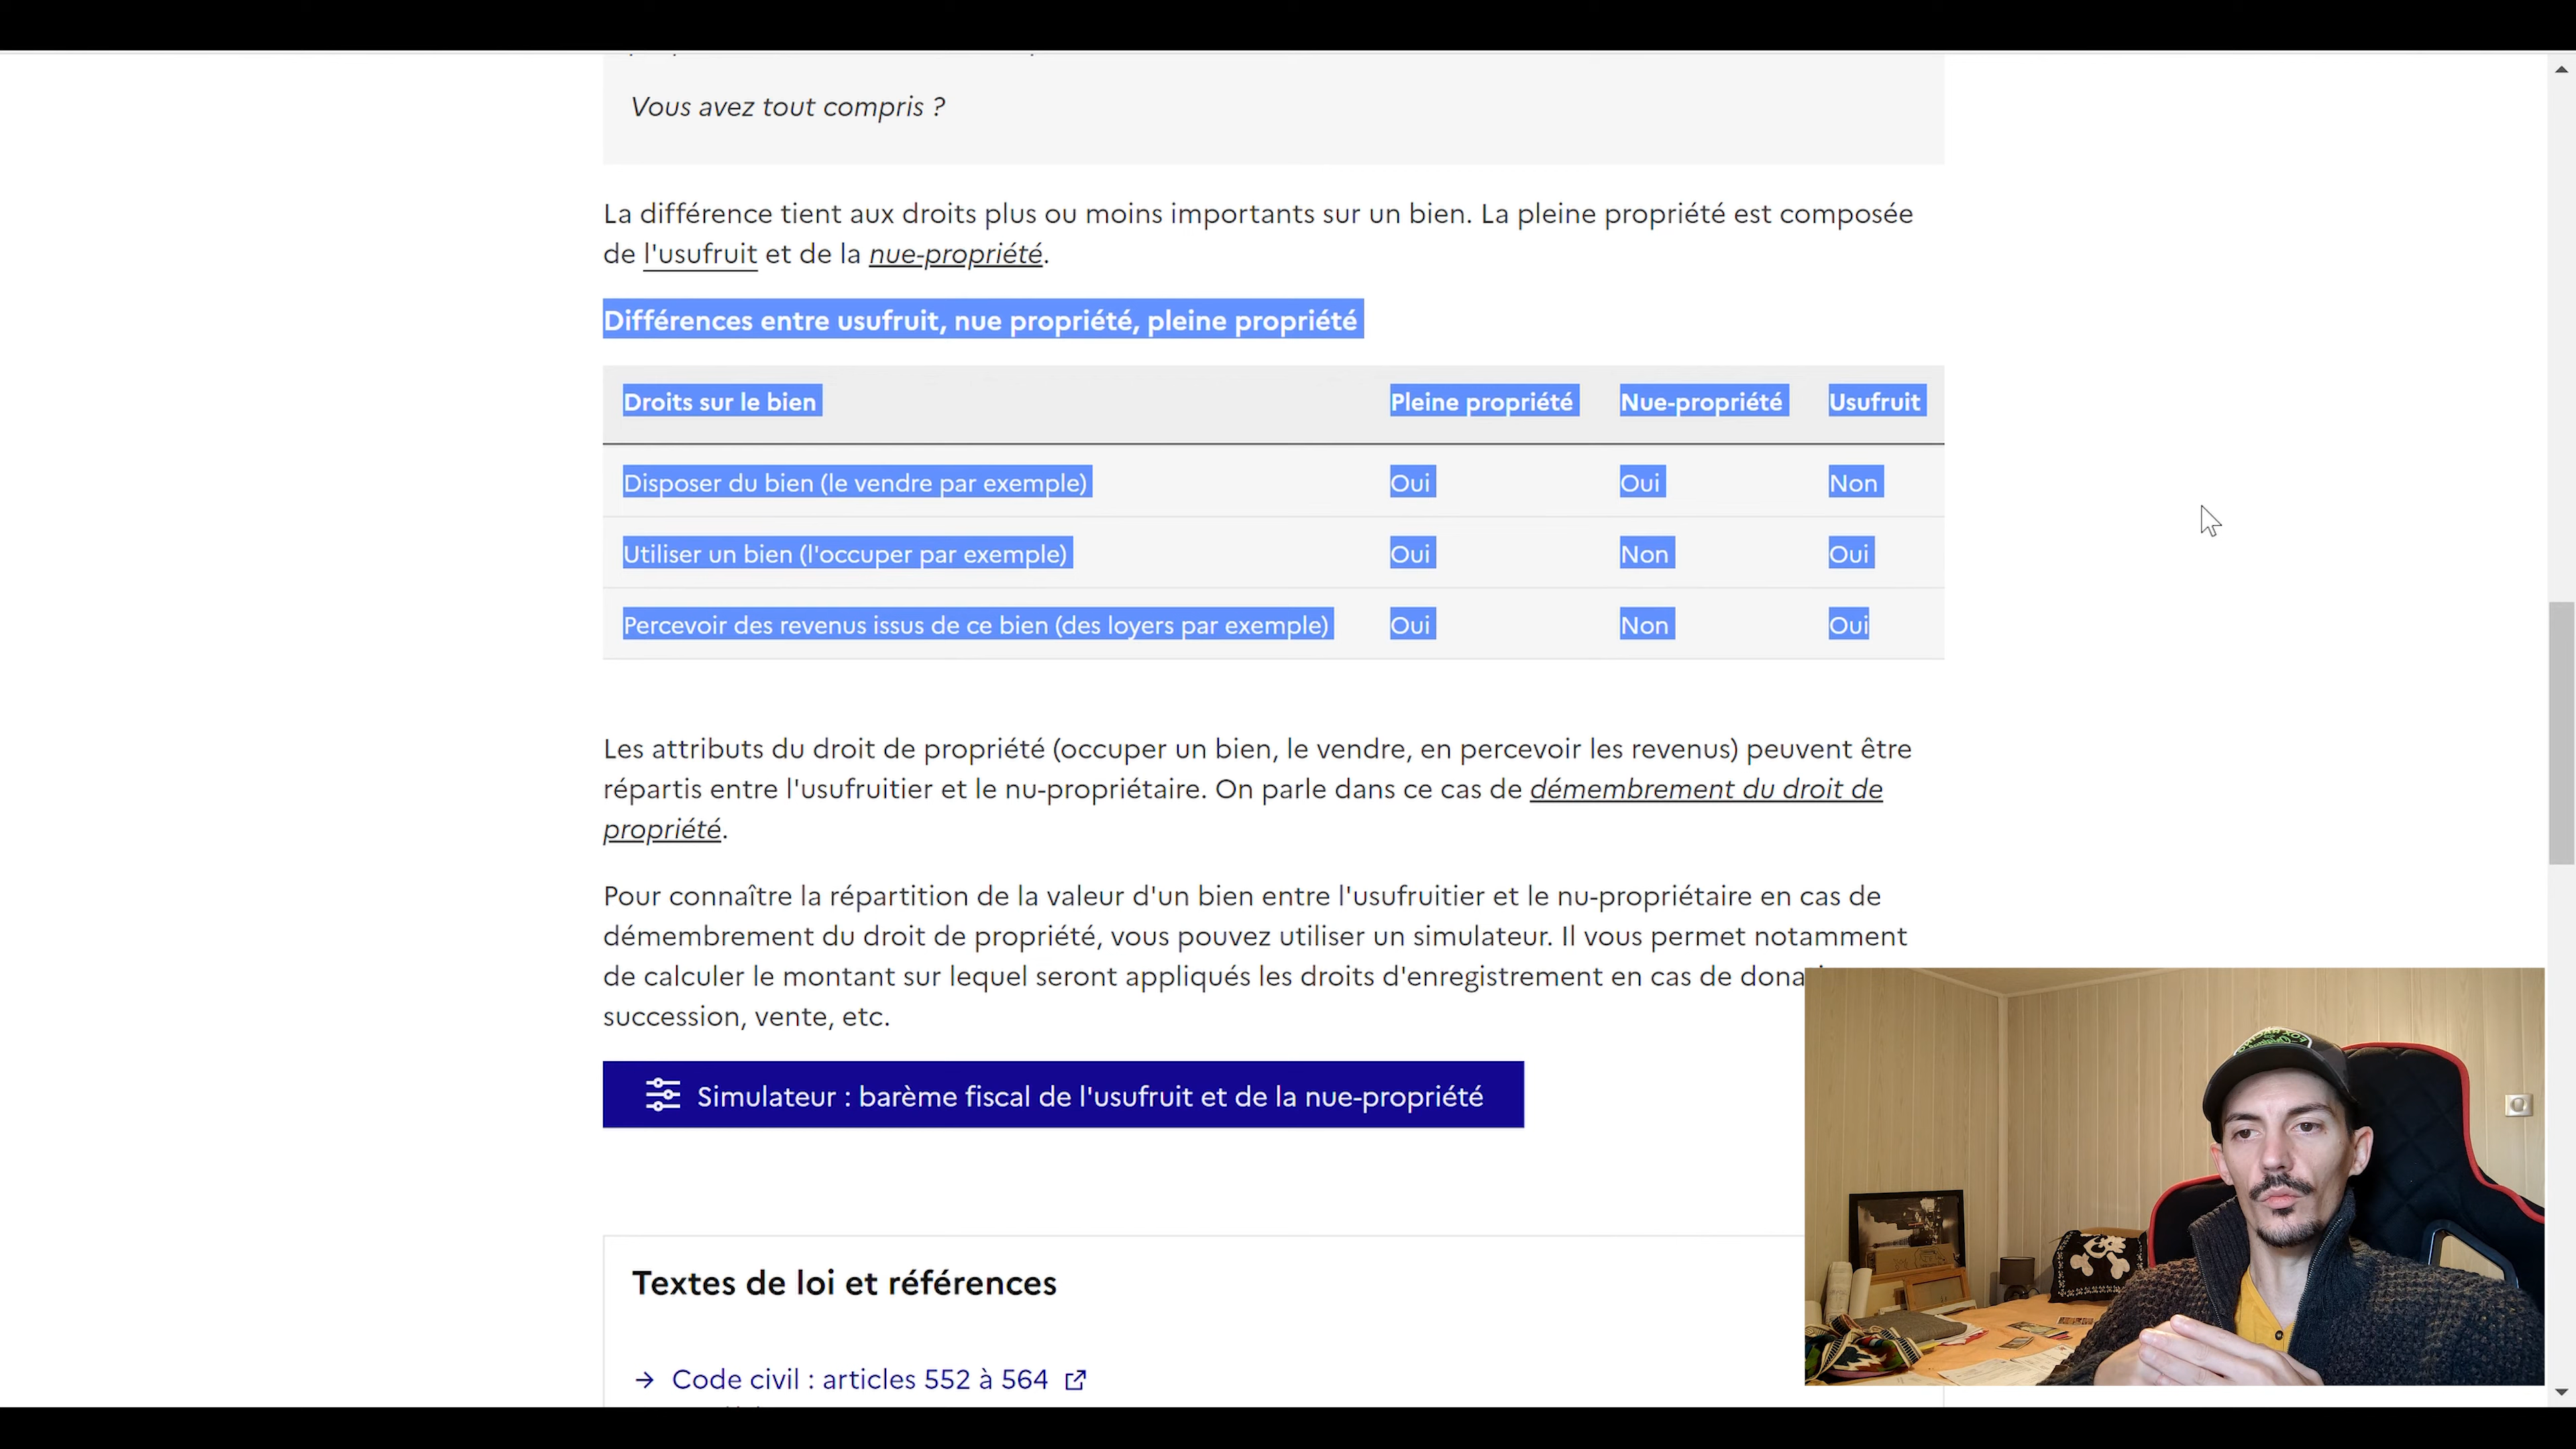 Vous avez tout compris ?
La différence tient aux droits plus ou moins importants sur un bien. La pleine propriété est composée
de l'usufruit et de la nue-propriété.
Différences entre usufruit, nue propriété, pleine propriété
Droits sur le bien Pleine propriété Nue-propriété Usufruit
Disposer du bien (le vendre par exemple) Oui Oui Non
Utiliser un bien (l'occuper par exemple) Oui Non Oui
Percevoir des revenus issus de ce bien (des loyers par exemple) Oui Non Oui
Les attributs du droit de propriété (occuper un bien, le vendre, en percevoir les revenus) peuvent être
répartis entre l'usufruitier et le nu-propriétaire. On parle dans ce cas de démembrement du droit de
propriété.
Pour connaître la répartition de la valeur d'un bien entre l'usufruitier et le nu-propriétaire en cas de
démembrement du droit de propriété, vous pouvez utiliser un simulateur. Il vous permet notamment
de calculer le montant sur lequel seront appliqués les droits d'enregistrement en cas de
succession, vente, etc.
Simulateur : barème fiscal de l'usufruit et de la nue-propriété
Textes de loi et références
→ Code civil : articles 552 à 564